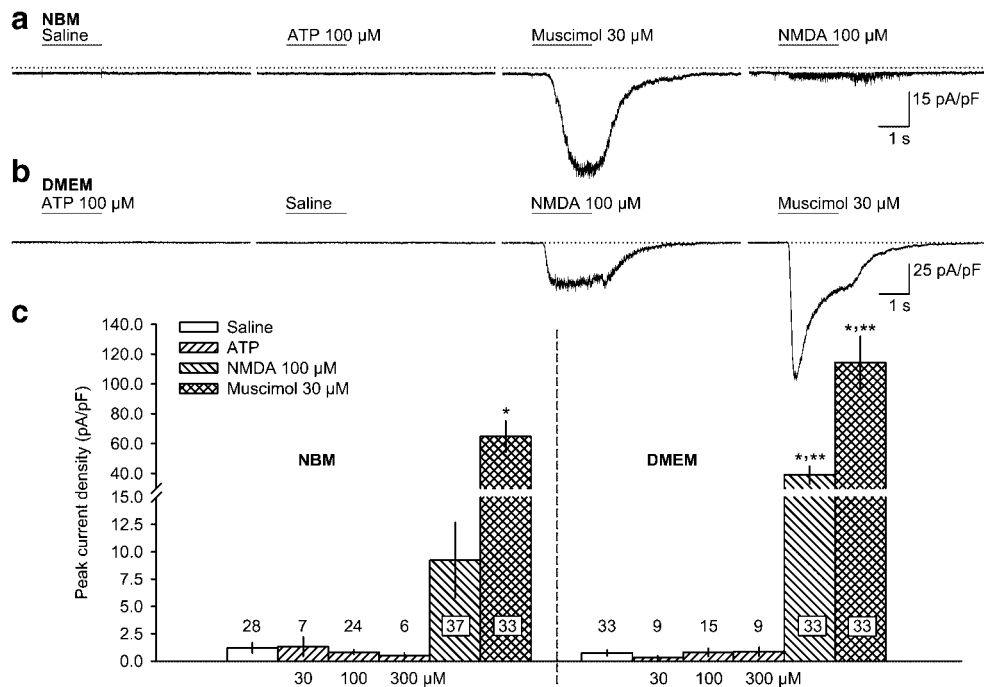 a NBM
Saline ATP 100 µM Muscimol 30 µM NMDA 100 µM
15 pA/pF
1 s
b DMEM
ATP 100 µM Saline NMDA 100 µM Muscimol 30 µM
25 pA/pF
1 s
c
Peak current density (pA/pF)
140.0
120.0
100.0
80.0
60.0
40.0
15.0
12.5
10.0
7.5
5.0
2.5
0.0
Saline
ATP
NMDA 100 µM
Muscimol 30 µM
* *,** *,**
NBM DMEM
28 7 24 6 37 33 33 9 15 9 33 33
30 100 300 µM 30 100 300 µM